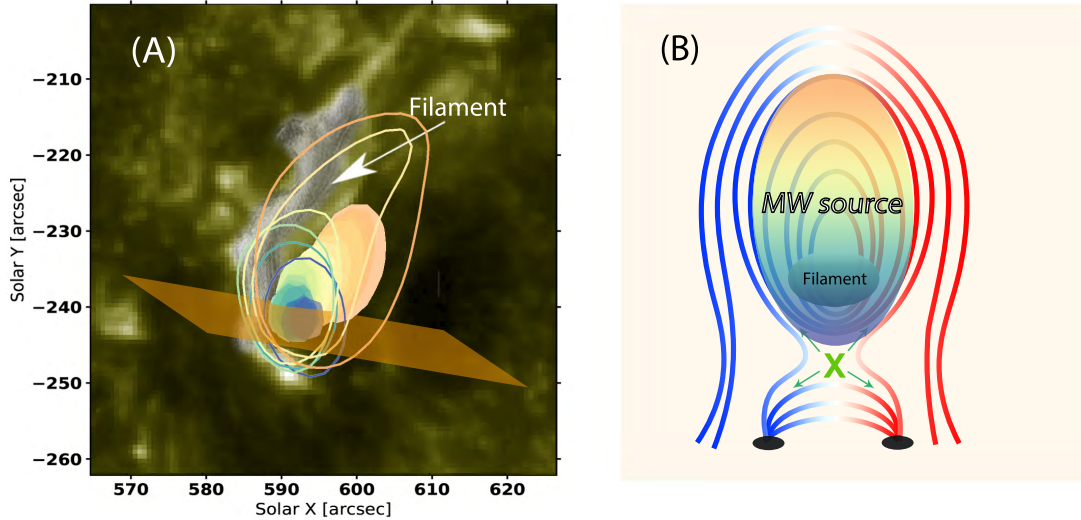 (A)
Filament
−210
−220
−230
−240
−250
−260
Solar Y [arcsec]
570 580 590 600 610 620
Solar X [arcsec]
(B)
MW source
Filament
X